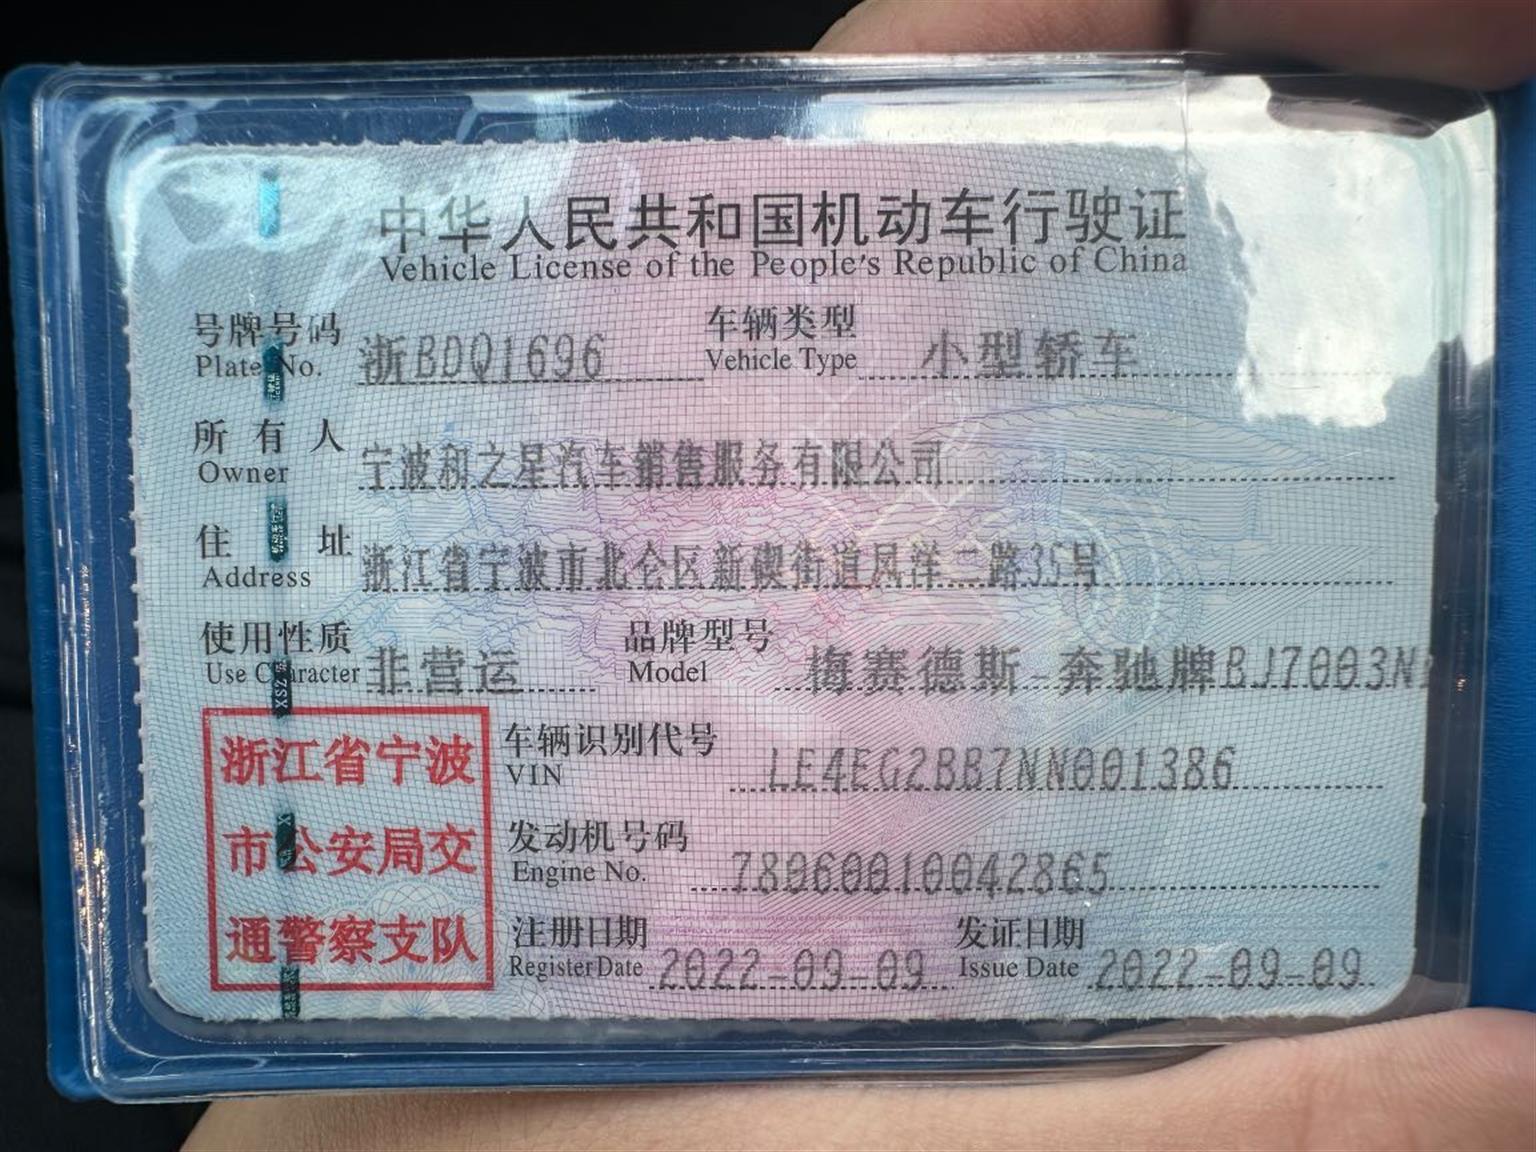 中华人民共和国机动车行驶证
Vehicle License of the People's Republic of China
号牌号码 浙BDQ1696 车辆类型 小型轿车
Plate No. Vehicle Type
所有人 宁波和之星汽车销售服务有限公司
Owner
住址 浙江省宁波市北仑区新碶街道凤洋二路35号
Address
使用性质 非营运 品牌型号 梅赛德斯-奔驰牌BJ7003N
Use Character Model
浙江省宁波
市公安局交
通警察支队
车辆识别代号 LE4EG2BB7NN001386
VIN
发动机号码 78060010042865
Engine No.
注册日期 2022-09-09 发证日期 2022-09-09
Register Date Issue Date